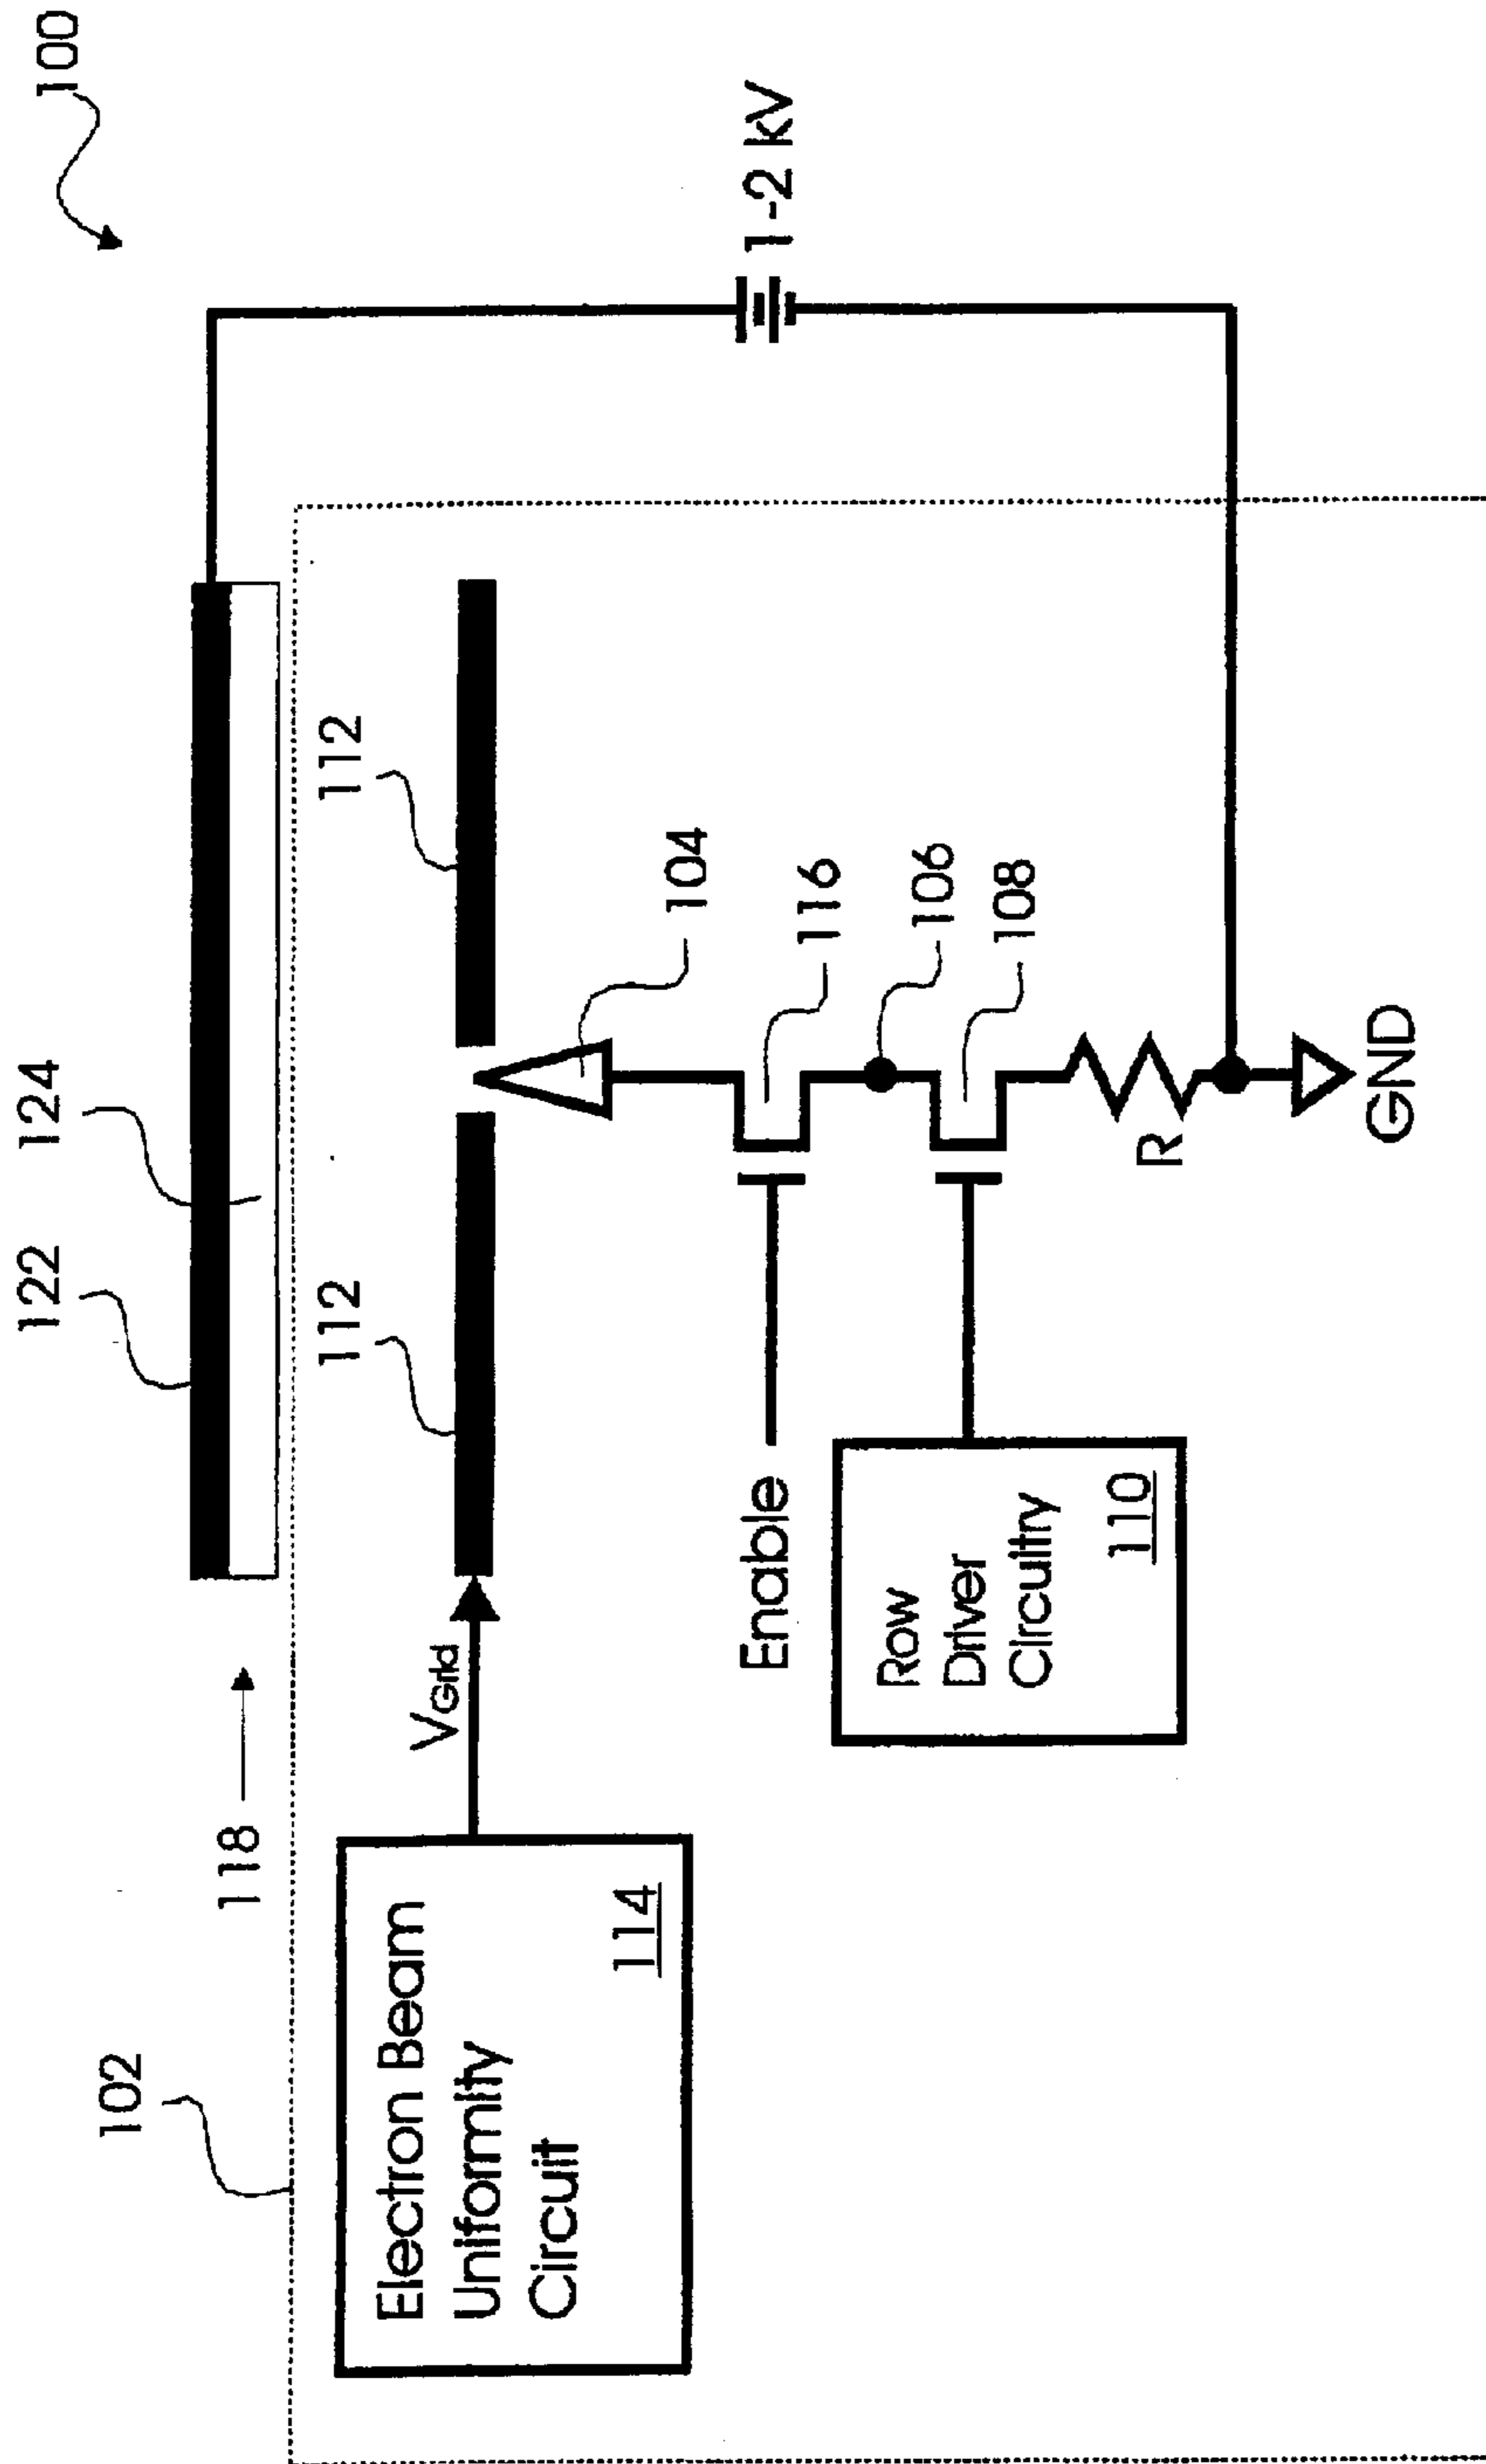 100
122
124
118
102
112
112
1-2 kV
Electron Beam
Uniformity
Circuit
114
VGrid
104
116
106
108
Enable
Row
Driver
Circuitry
110
R
GND